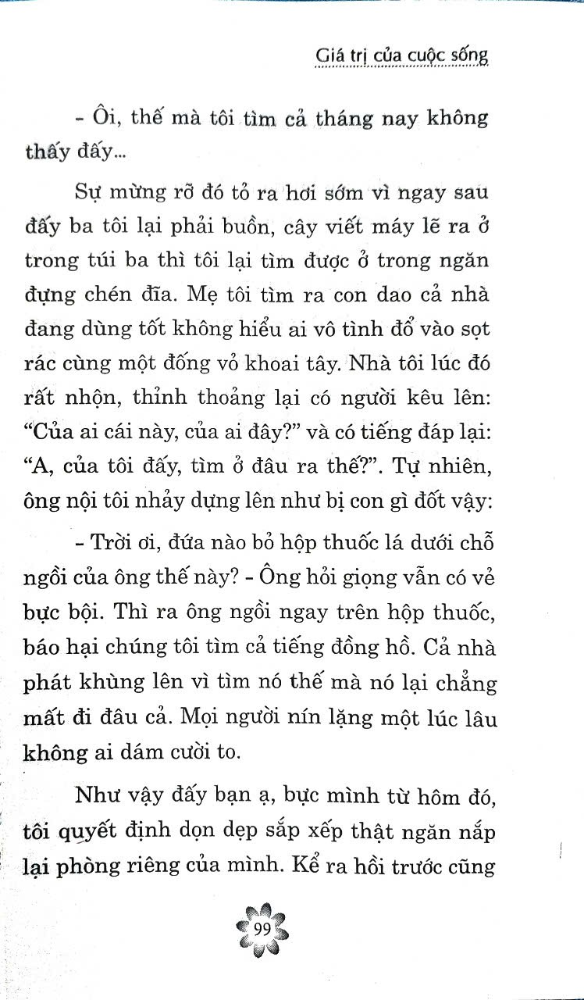 Giá trị của cuộc sống
- Ôi, thế mà tôi tìm cả tháng nay không
thấy đấy...
Sự mừng rỡ đó tỏ ra hơi sớm vì ngay sau
đấy ba tôi lại phải buồn, cây viết máy lẽ ra ở
trong túi ba thì tôi lại tìm được ở trong ngăn
đựng chén đĩa. Mẹ tôi tìm ra con dao cả nhà
đang dùng tốt không hiểu ai vô tình đổ vào sọt
rác cùng một đống vỏ khoai tây. Nhà tôi lúc đó
rất nhộn, thỉnh thoảng lại có người kêu lên:
“Của ai cái này, của ai đây?” và có tiếng đáp lại:
“A, của tôi đấy, tìm ở đâu ra thế?”. Tự nhiên,
ông nội tôi nhảy dựng lên như bị con gì đốt vậy:
- Trời ơi, đứa nào bỏ hộp thuốc lá dưới chỗ
ngồi của ông thế này? - Ông hỏi giọng vẫn có vẻ
bực bội. Thì ra ông ngồi ngay trên hộp thuốc,
báo hại chúng tôi tìm cả tiếng đồng hồ. Cả nhà
phát khùng lên vì tìm nó thế mà nó lại chẳng
mất đi đâu cả. Mọi người nín lặng một lúc lâu
không ai dám cười to.
Như vậy đấy bạn ạ, bực mình từ hôm đó,
tôi quyết định dọn dẹp sắp xếp thật ngăn nắp
lại phòng riêng của mình. Kể ra hồi trước cũng
99